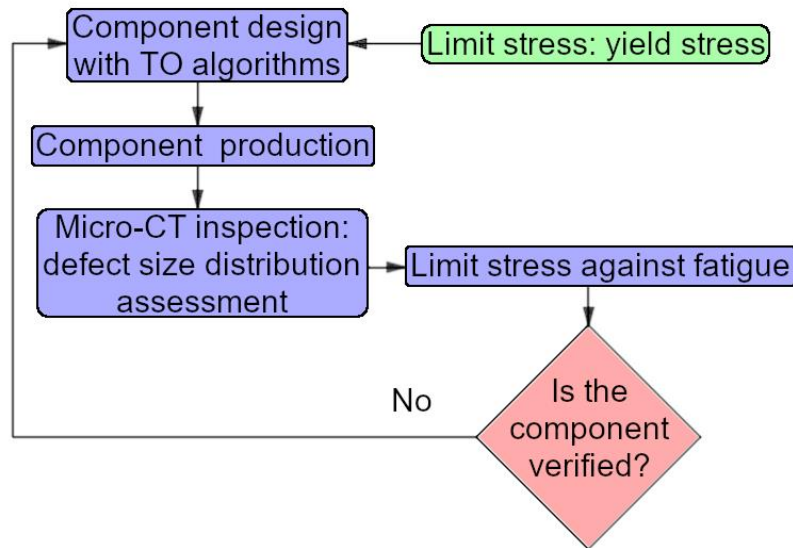 Component design
with TO algorithms
Limit stress: yield stress
Component production
Micro-CT inspection:
defect size distribution
assessment
Limit stress against fatigue
Is the
component
verified?
No